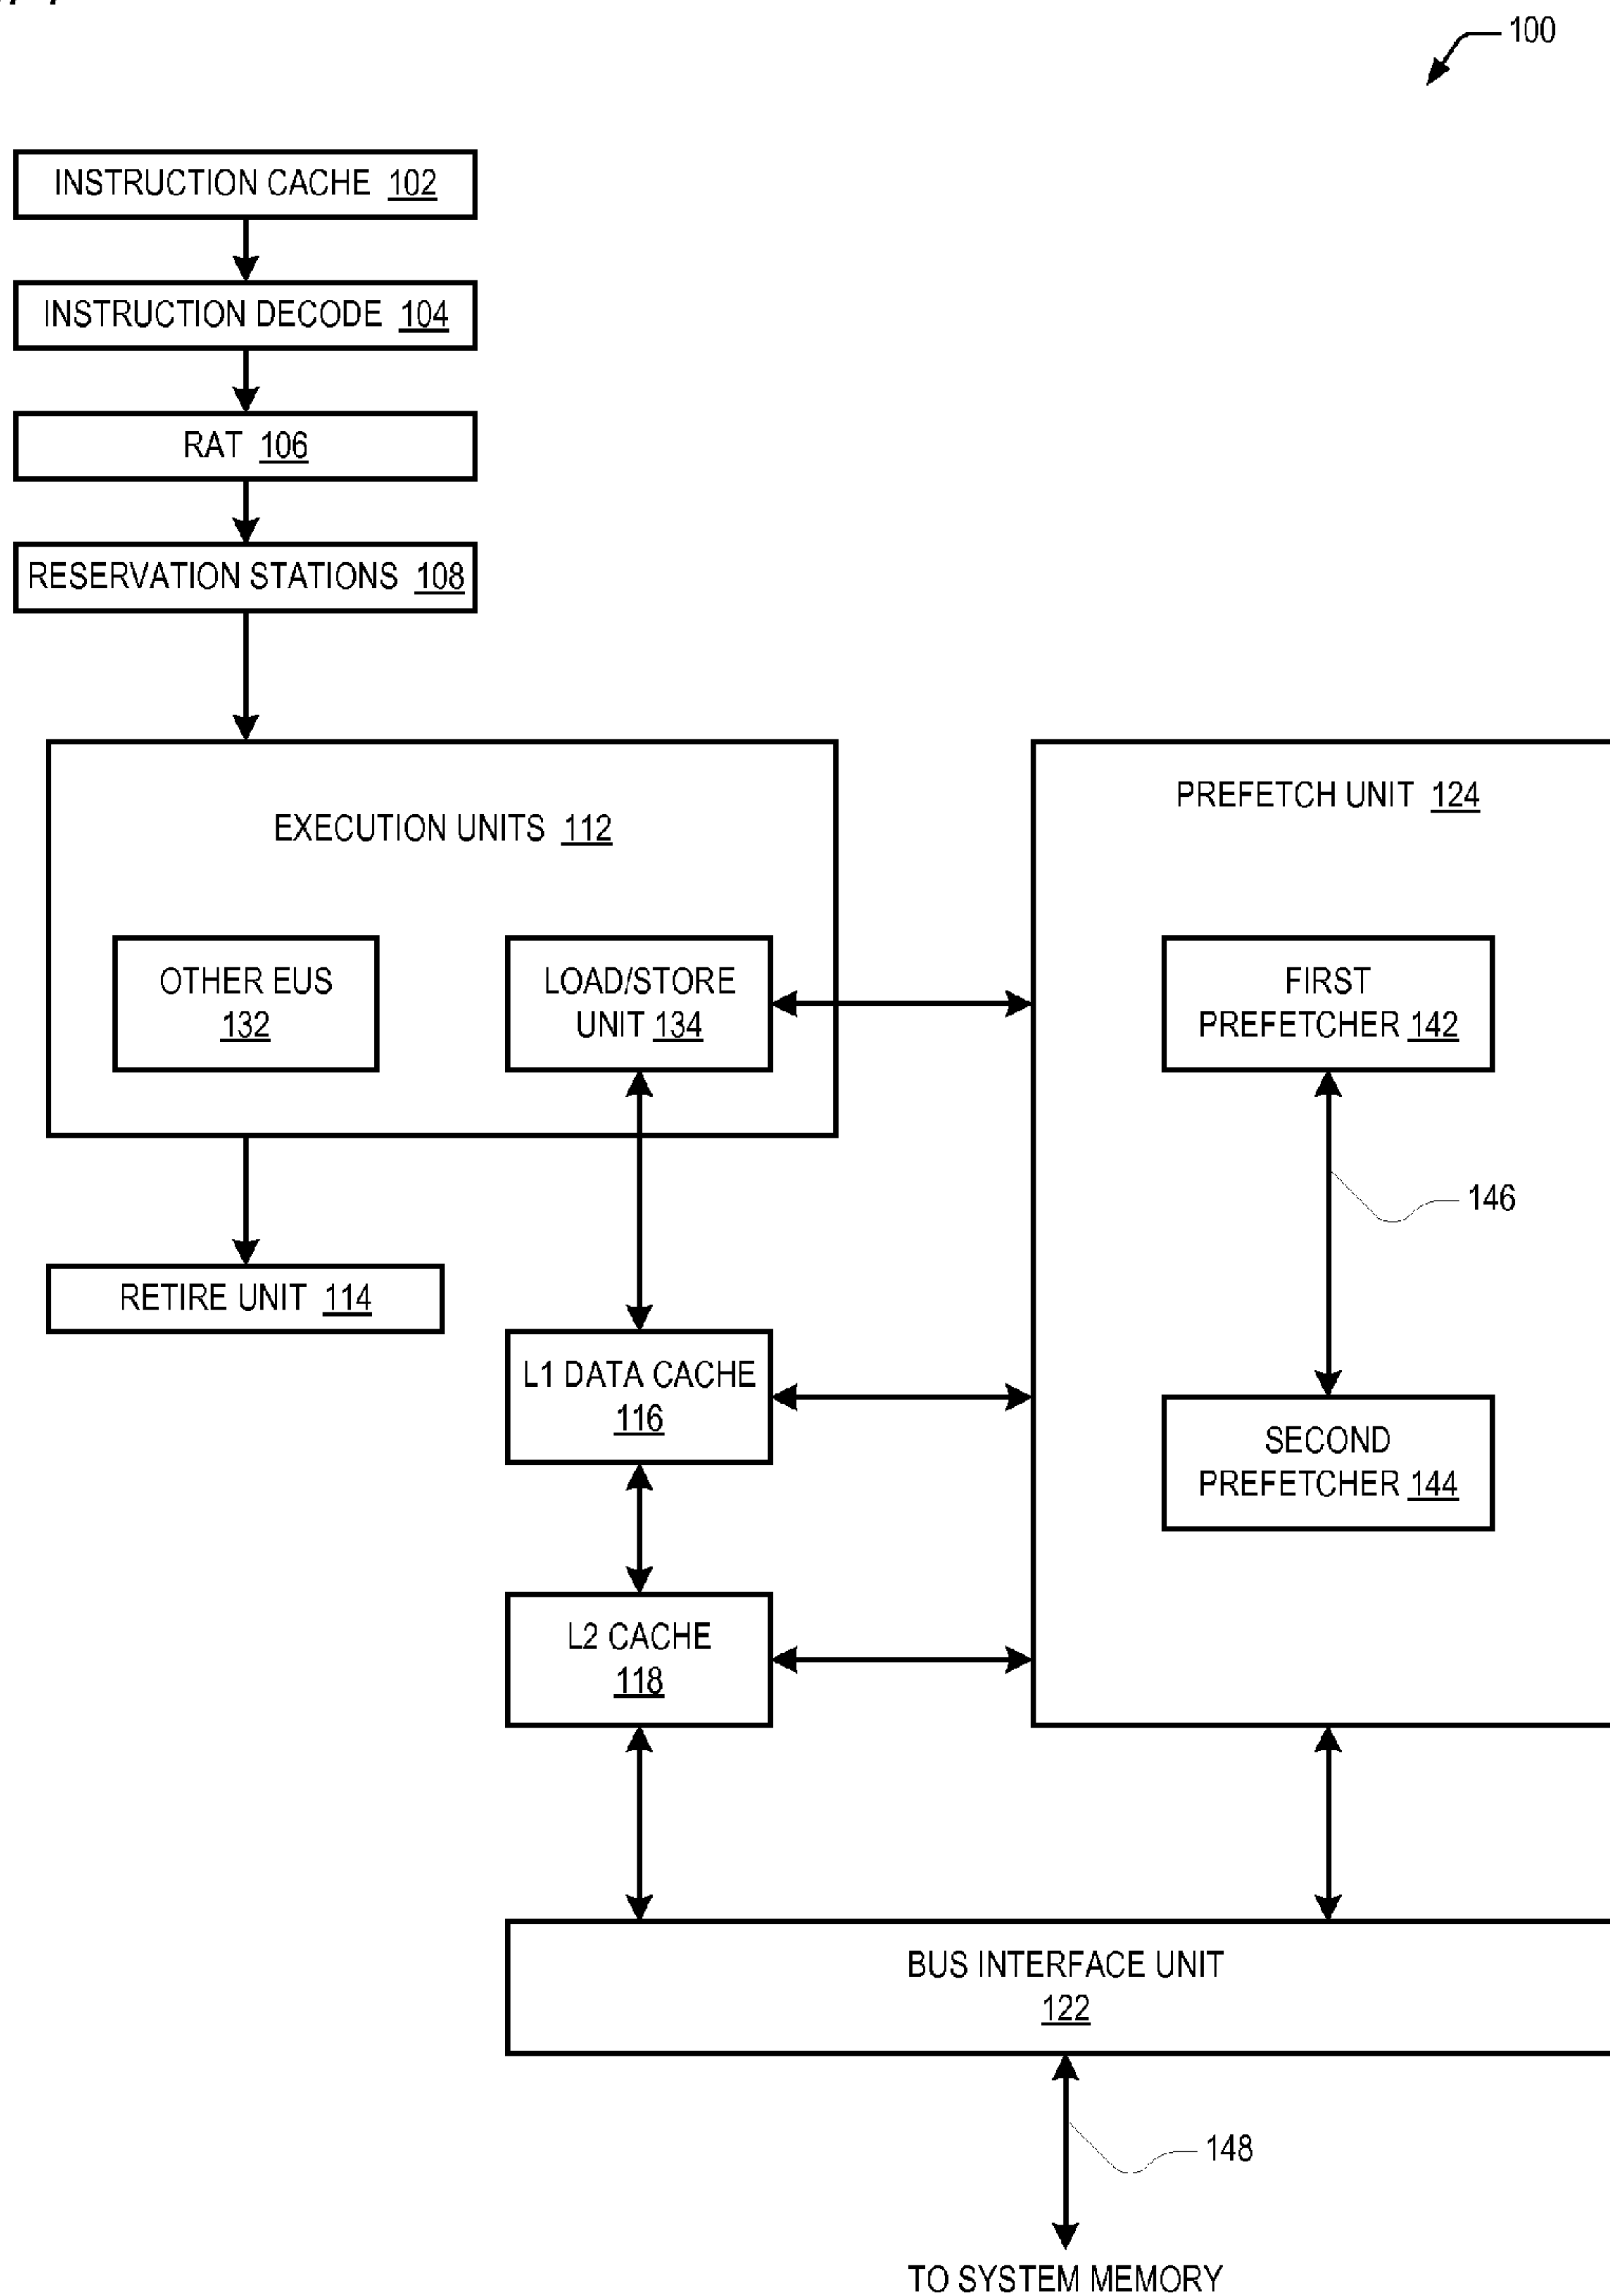 100
INSTRUCTION CACHE 102
INSTRUCTION DECODE 104
RAT 106
RESERVATION STATIONS 108
EXECUTION UNITS 112
PREFETCH UNIT 124
OTHER EUS
132
LOAD/STORE
UNIT 134
FIRST
PREFETCHER 142
146
RETIRE UNIT 114
L1 DATA CACHE
116
SECOND
PREFETCHER 144
L2 CACHE
118
BUS INTERFACE UNIT
122
148
TO SYSTEM MEMORY